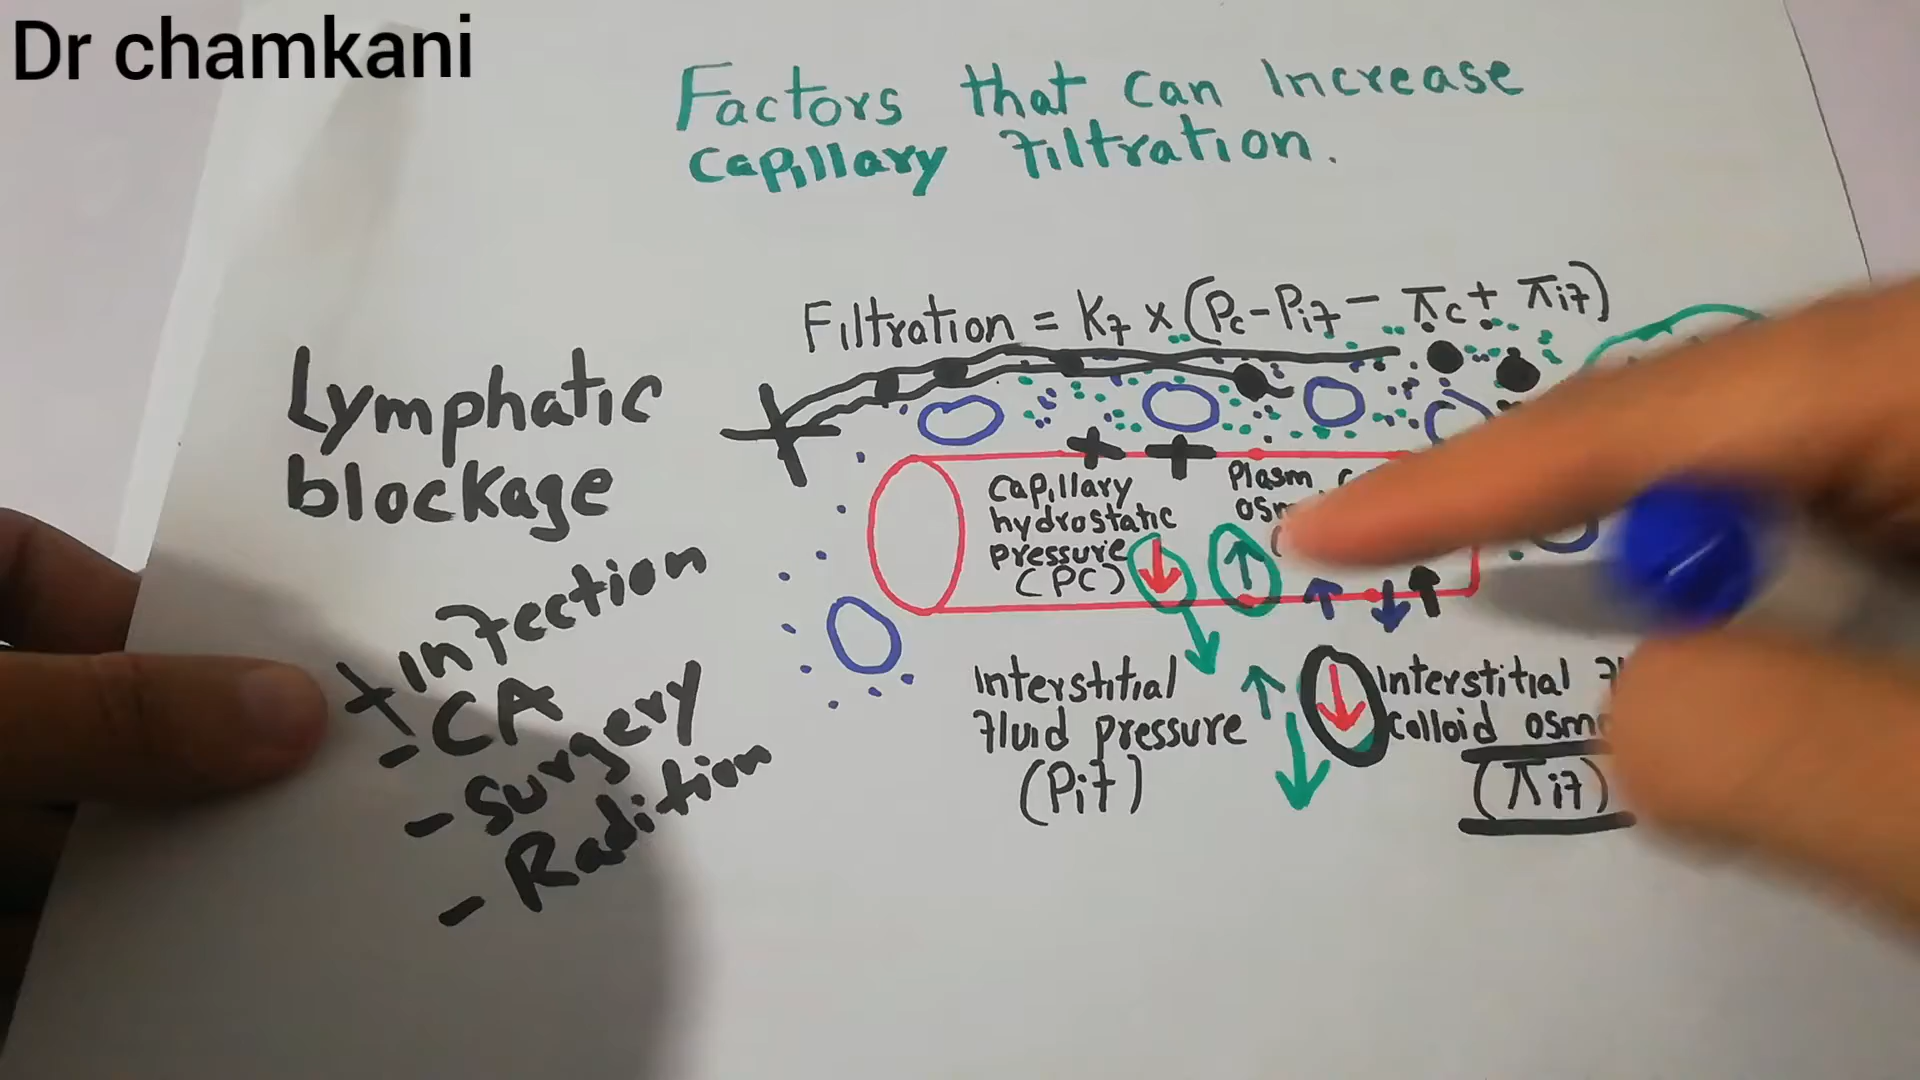 Dr chamkani
Factors that can Increase
capillary filtration.
Filtration = Kf x (Pc-Pif - πc + πif)
Lymphatic
blockage
Infection
- CA
- Surgery
- Radition
capillary
hydrostatic
pressure
(PC)
Plasm
Interstitial
fluid pressure
(Pif)
Interstitial
colloid
(πif)